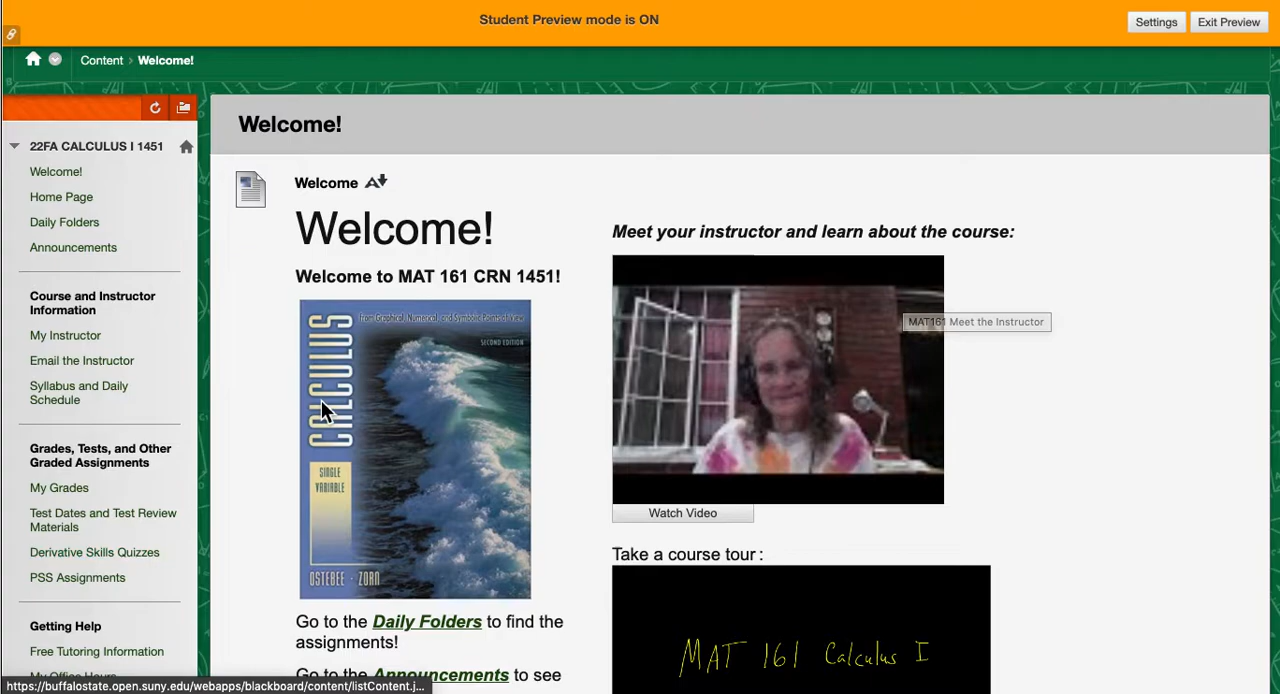 Student Preview mode is ON
Settings
Exit Preview
Content › Welcome!
22FA CALCULUS I 1451
Welcome!
Home Page
Daily Folders
Announcements
Course and Instructor
Information
My Instructor
Email the Instructor
Syllabus and Daily
Schedule
Grades, Tests, and Other
Graded Assignments
My Grades
Test Dates and Test Review
Materials
Derivative Skills Quizzes
PSS Assignments
Getting Help
Free Tutoring Information
My Office Hours
https://buffalostate.open.suny.edu/webapps/blackboard/content/listContent.j...
Welcome!
Welcome
Welcome!
Welcome to MAT 161 CRN 1451!
From Graphical, Numerical, and Symbolic Points of View
SECOND EDITION
CALCULUS
SINGLE
VARIABLE
OSTEBEE · ZORN
Go to the Daily Folders to find the
assignments!
Go to the Announcements to see
Meet your instructor and learn about the course:
MAT161 Meet the Instructor
Watch Video
Take a course tour :
MAT 161 Calculus I